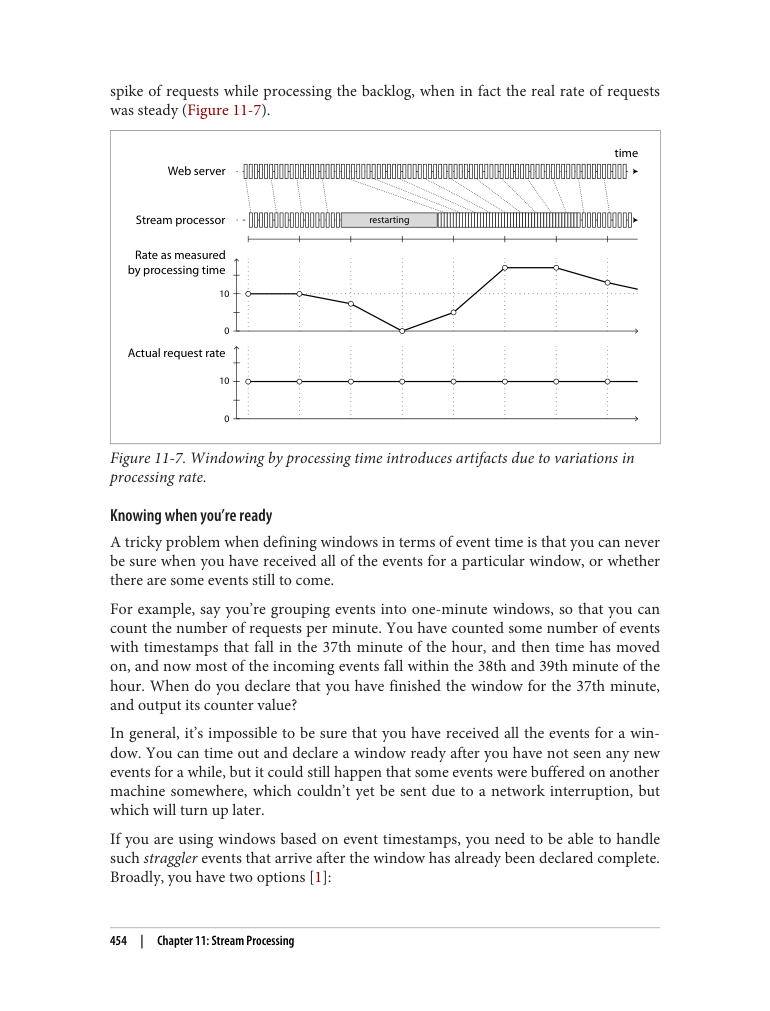 spike of requests while processing the backlog, when in fact the real rate of requests
was steady (Figure 11-7).
time
Web server
Stream processor
restarting
Rate as measured
by processing time
10
0
Actual request rate
10
0
Figure 11-7. Windowing by processing time introduces artifacts due to variations in
processing rate.
Knowing when you’re ready
A tricky problem when defining windows in terms of event time is that you can never
be sure when you have received all of the events for a particular window, or whether
there are some events still to come.
For example, say you’re grouping events into one-minute windows, so that you can
count the number of requests per minute. You have counted some number of events
with timestamps that fall in the 37th minute of the hour, and then time has moved
on, and now most of the incoming events fall within the 38th and 39th minute of the
hour. When do you declare that you have finished the window for the 37th minute,
and output its counter value?
In general, it’s impossible to be sure that you have received all the events for a win-
dow. You can time out and declare a window ready after you have not seen any new
events for a while, but it could still happen that some events were buffered on another
machine somewhere, which couldn’t yet be sent due to a network interruption, but
which will turn up later.
If you are using windows based on event timestamps, you need to be able to handle
such straggler events that arrive after the window has already been declared complete.
Broadly, you have two options [1]:
454 | Chapter 11: Stream Processing